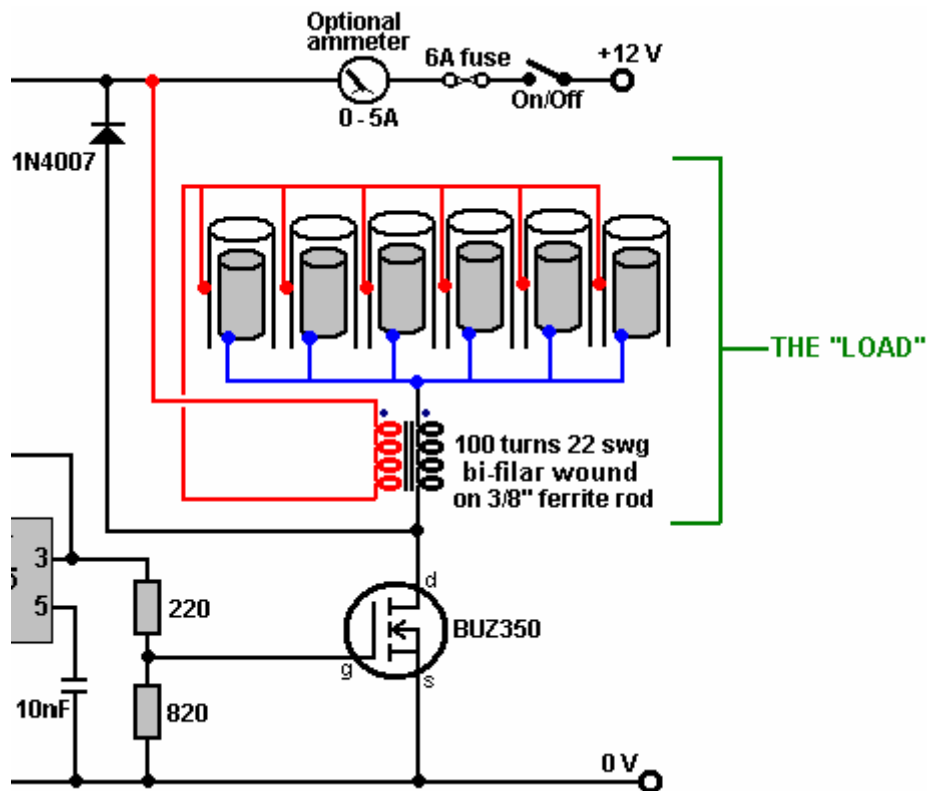 Optional
ammeter
6A fuse
+12 V
On/Off
0 - 5A
1N4007
THE "LOAD"
100 turns 22 swg
bi-filar wound
on 3/8" ferrite rod
3
5
5
d
220
BUZ350
g
s
10nF
820
0 V